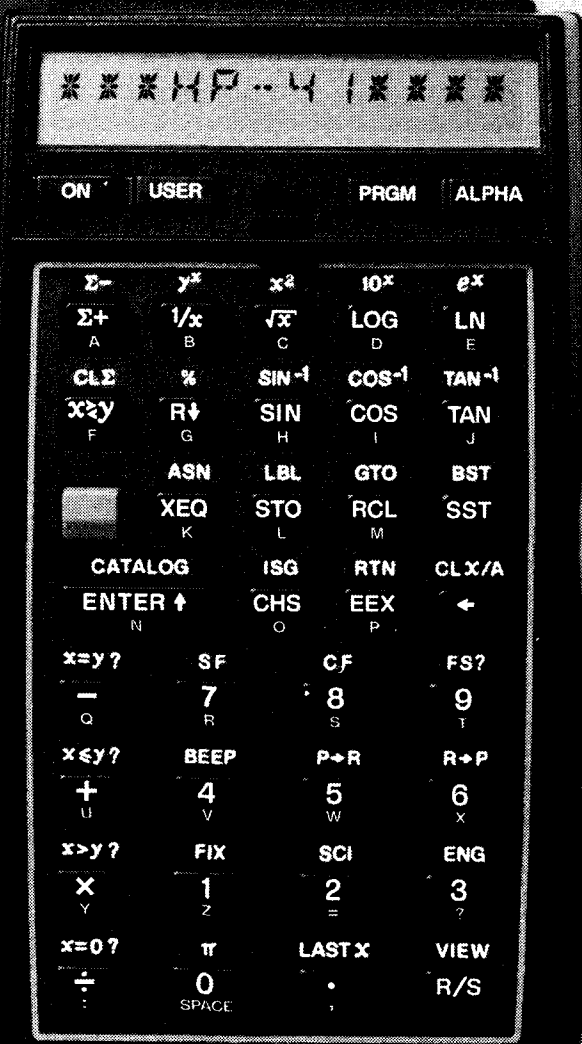 ***HP-41****
ON USER PRGM ALPHA
Σ− yˣ x² 10ˣ eˣ
Σ+ 1/x √x LOG LN
A B C D E
CLΣ % SIN⁻¹ COS⁻¹ TAN⁻¹
x≷y R↓ SIN COS TAN
F G H I J
ASN LBL GTO BST
XEQ STO RCL SST
K L M
CATALOG ISG RTN CLX/A
ENTER↑ CHS EEX ←
N O P
x=y? SF CF FS?
− 7 8 9
Q R S T
x≤y? BEEP P→R R→P
+ 4 5 6
U V W X
x>y? FIX SCI ENG
× 1 2 3
Y Z = ?
x=0? π LAST X VIEW
÷ 0 . R/S
: SPACE ,